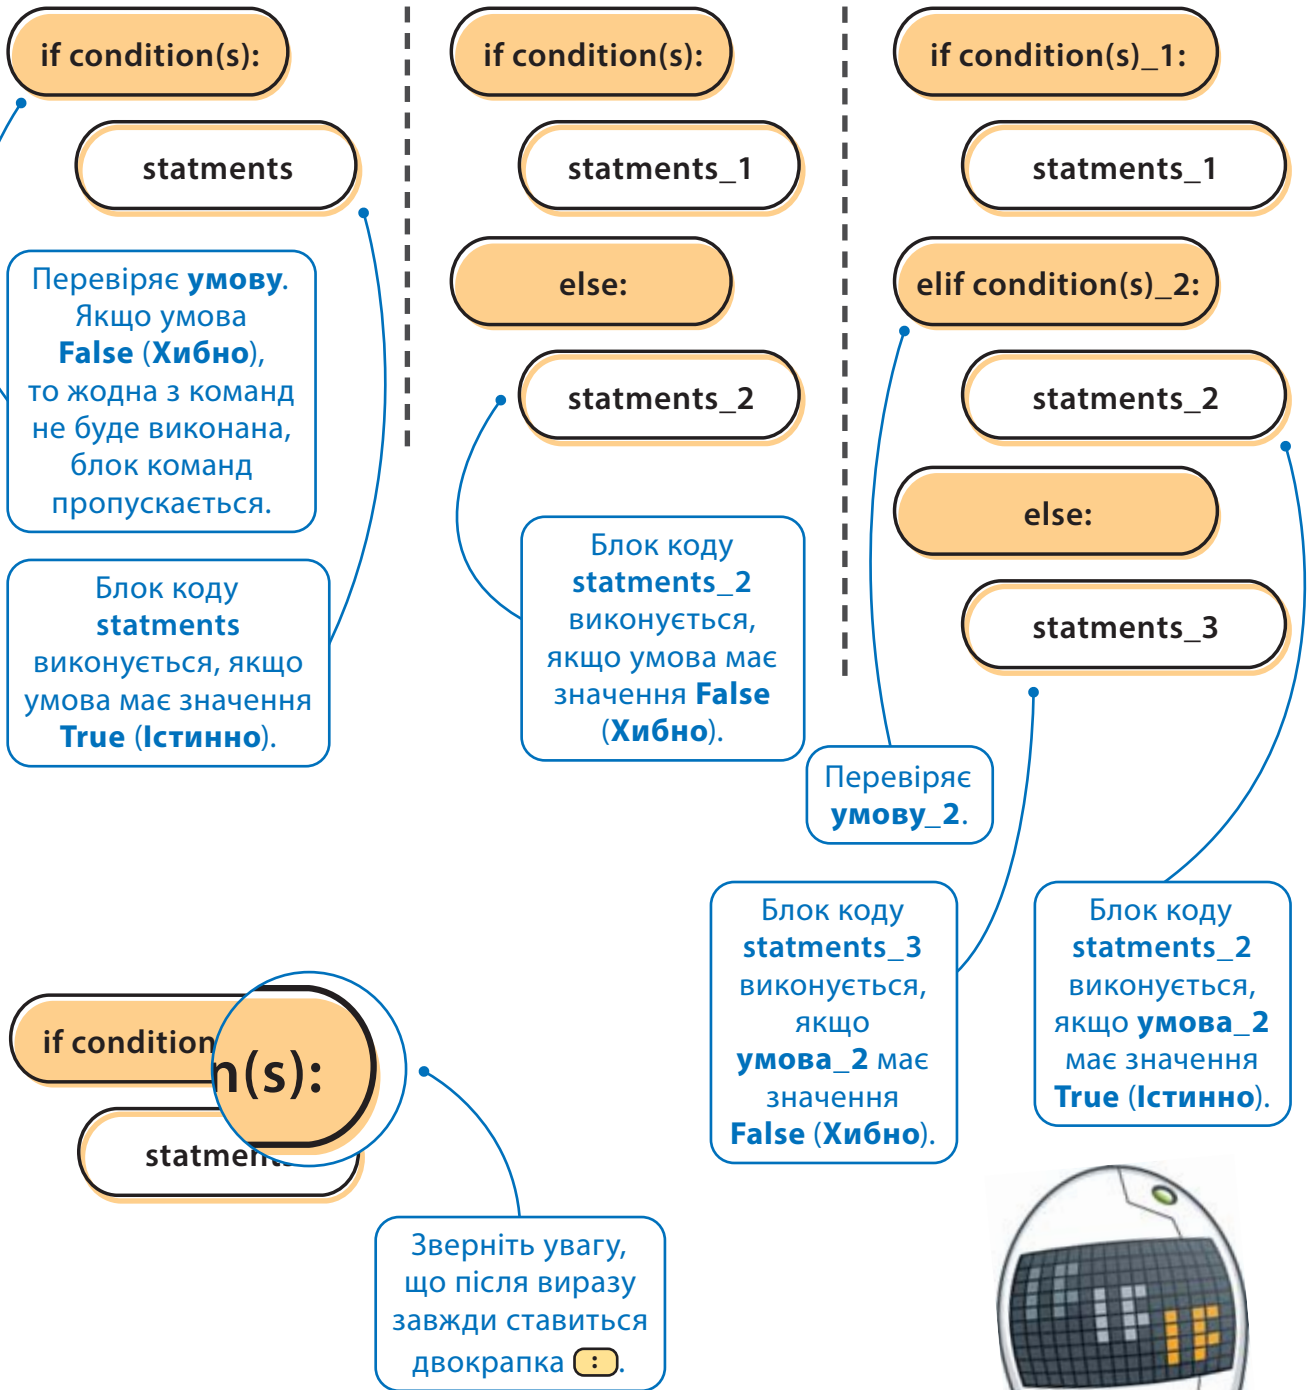 if condition(s):
statments
Перевіряє умову.
Якщо умова
False (Хибно),
то жодна з команд
не буде виконана,
блок команд
пропускається.
Блок коду
statments
виконується, якщо
умова має значення
True (Істинно).
if condition(s):
statments_1
else:
statments_2
Блок коду
statments_2
виконується,
якщо умова має
значення False
(Хибно).
if condition(s)_1:
statments_1
elif condition(s)_2:
statments_2
else:
statments_3
Перевіряє
умову_2.
Блок коду
statments_3
виконується,
якщо
умова_2 має
значення
False (Хибно).
Блок коду
statments_2
виконується,
якщо умова_2
має значення
True (Істинно).
if condition
n(s):
statment
Зверніть увагу,
що після виразу
завжди ставиться
двокрапка :.
IF
IF
IF